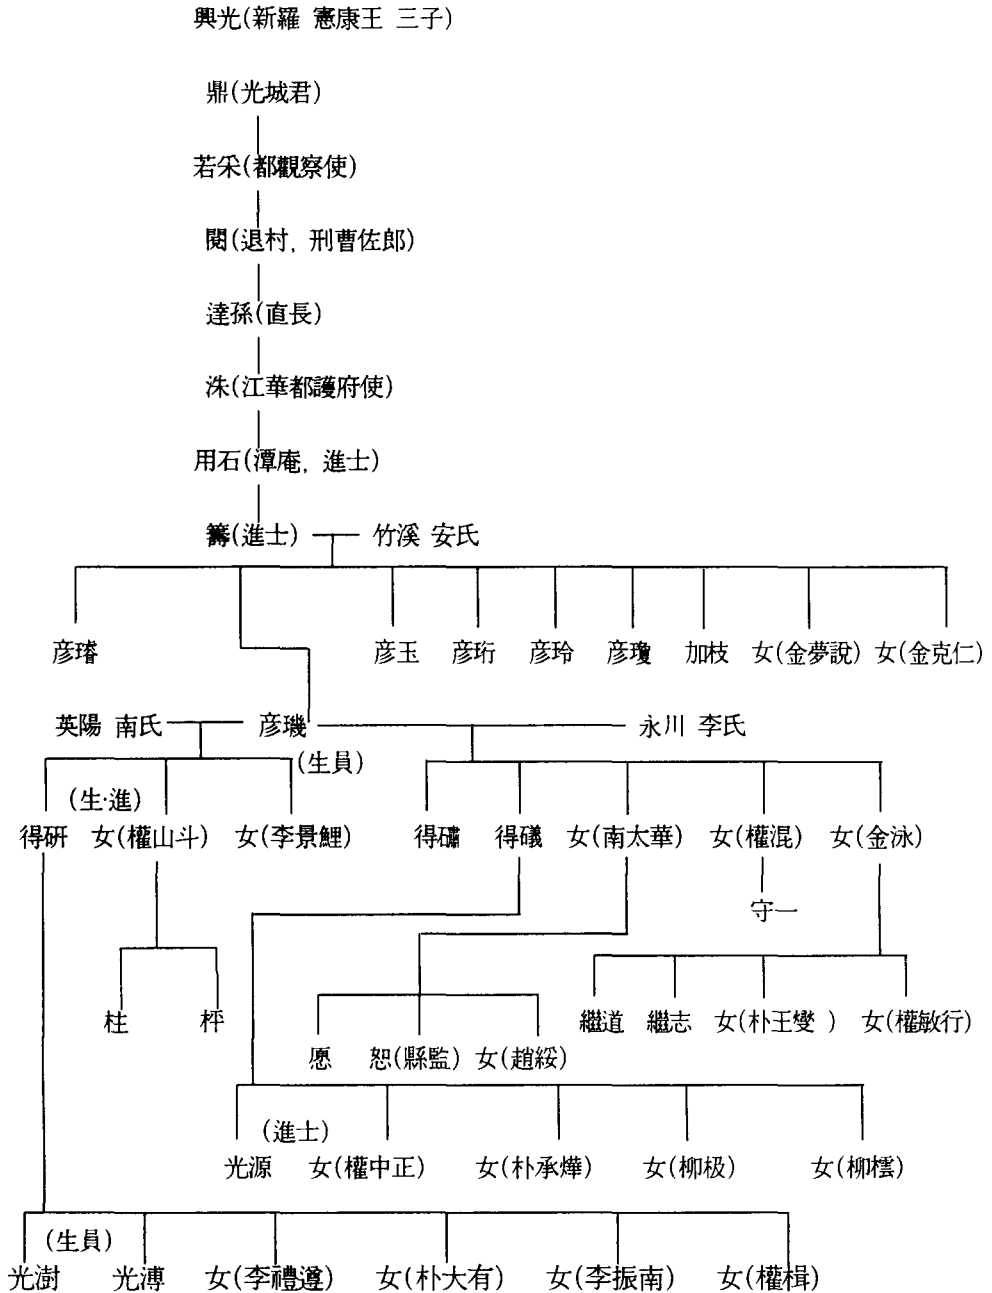 興光(新羅 憲康王 三子)
鼎(光城君)
若采(都觀察使)
閱(退村, 刑曹佐郎)
達孫(直長)
洙(江華都護府使)
用石(潭庵, 進士)
籌(進士) 竹溪 安氏
彦璿 彦玉 彦珩 彦玲 彦瓊 加枝 女(金夢說) 女(金克仁)
英陽 南氏 彦璣 永川 李氏
(生員)
(生·進)
得硏 女(權山斗) 女(李景鯉) 得䃤 得礒 女(南太華) 女(權混) 女(金泳)
守一
柱 枰 繼道 繼志 女(朴王燮 ) 女(權敏行)
愿 恕(縣監) 女(趙綏)
(進士)
光源 女(權中正) 女(朴承燁) 女(柳极) 女(柳橒)
(生員)
光澍 光溥 女(李禮遵) 女(朴大有) 女(李振南) 女(權楫)